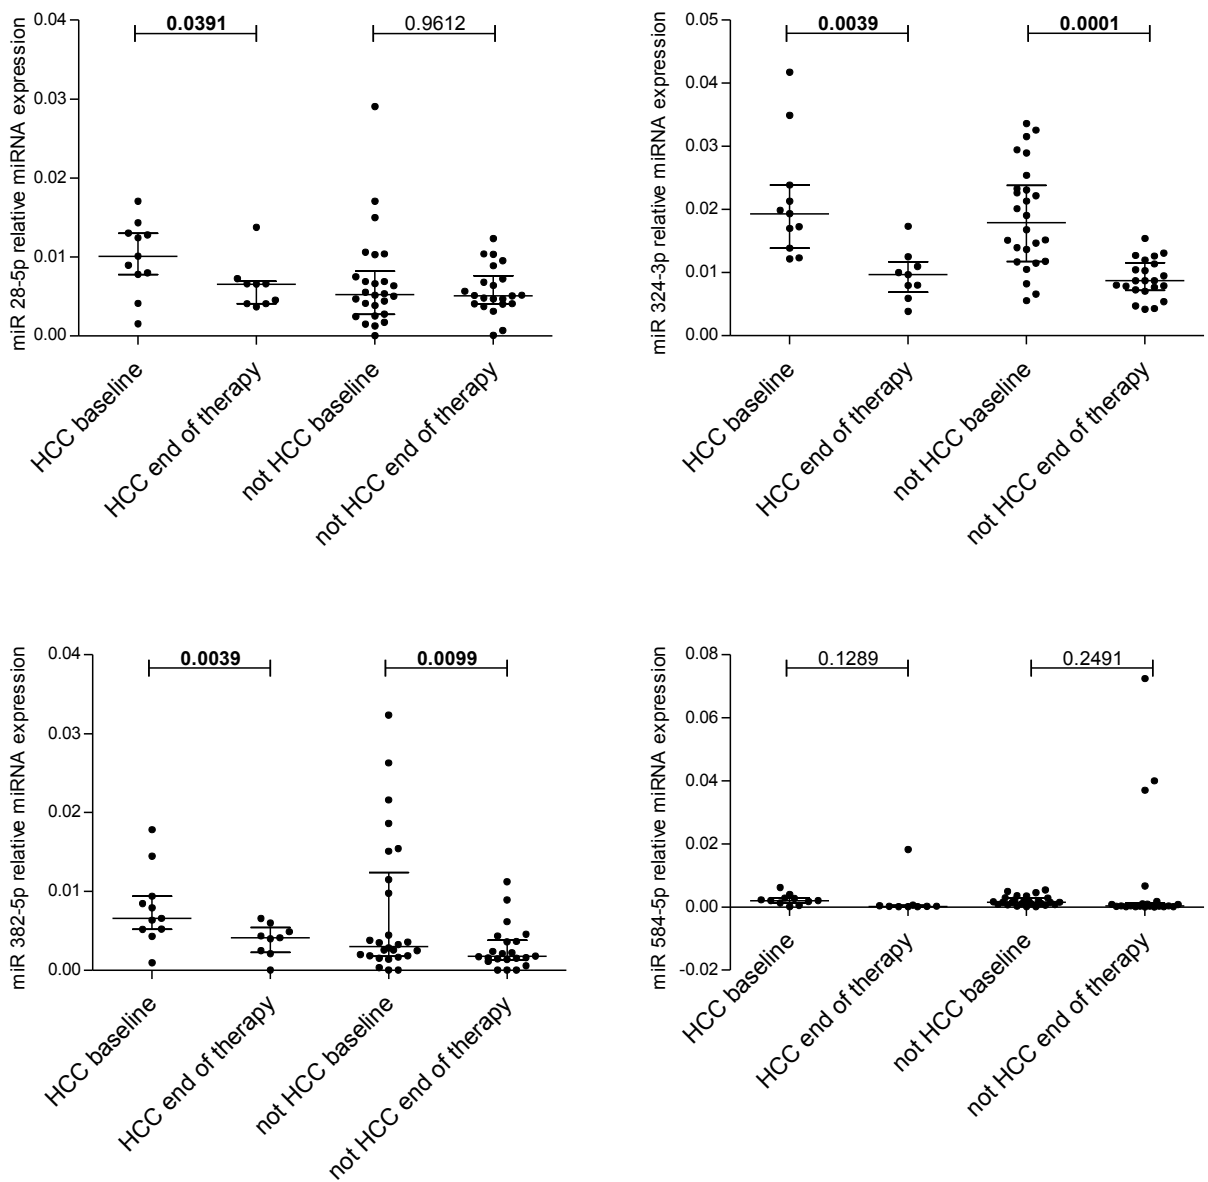 miR 28-5p relative miRNA expression
0.04
0.03
0.02
0.01
0.00
0.0391
0.9612
HCC baseline
HCC end of therapy
not HCC baseline
not HCC end of therapy
miR 324-3p relative miRNA expression
0.05
0.04
0.03
0.02
0.01
0.00
0.0039
0.0001
HCC baseline
HCC end of therapy
not HCC baseline
not HCC end of therapy
miR 382-5p relative miRNA expression
0.04
0.03
0.02
0.01
0.00
0.0039
0.0099
HCC baseline
HCC end of therapy
not HCC baseline
not HCC end of therapy
miR 584-5p relative miRNA expression
0.08
0.06
0.04
0.02
0.00
-0.02
0.1289
0.2491
HCC baseline
HCC end of therapy
not HCC baseline
not HCC end of therapy